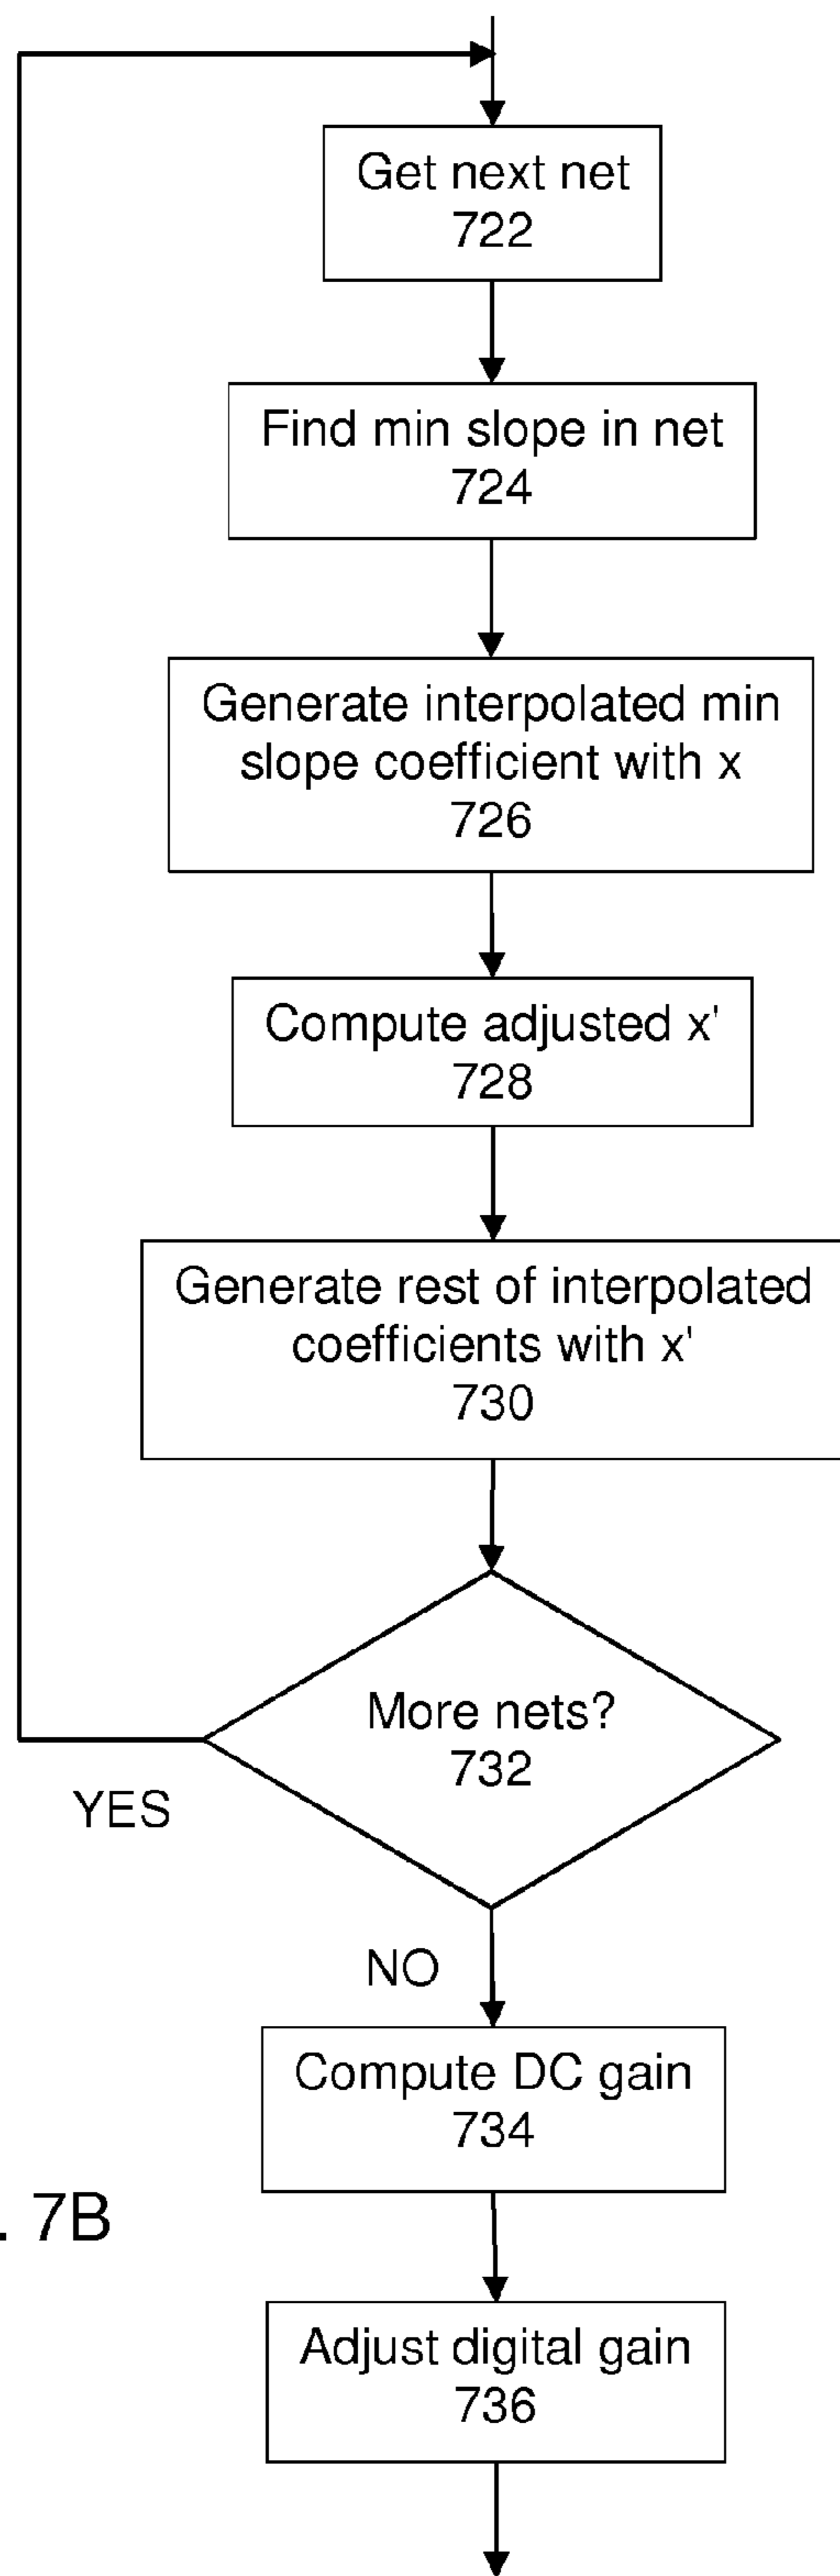 Get next net
722
Find min slope in net
724
Generate interpolated min
slope coefficient with x
726
Compute adjusted x'
728
Generate rest of interpolated
coefficients with x'
730
More nets?
732
YES
NO
Compute DC gain
734
. 7B
Adjust digital gain
736